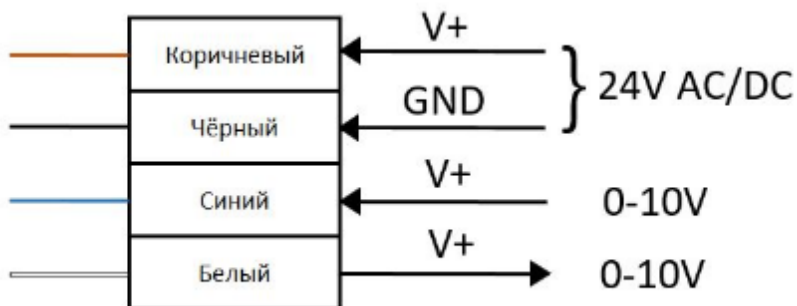 Коричневый V+
Чёрный GND 24V AC/DC
Синий V+ 0-10V
Белый V+ 0-10V